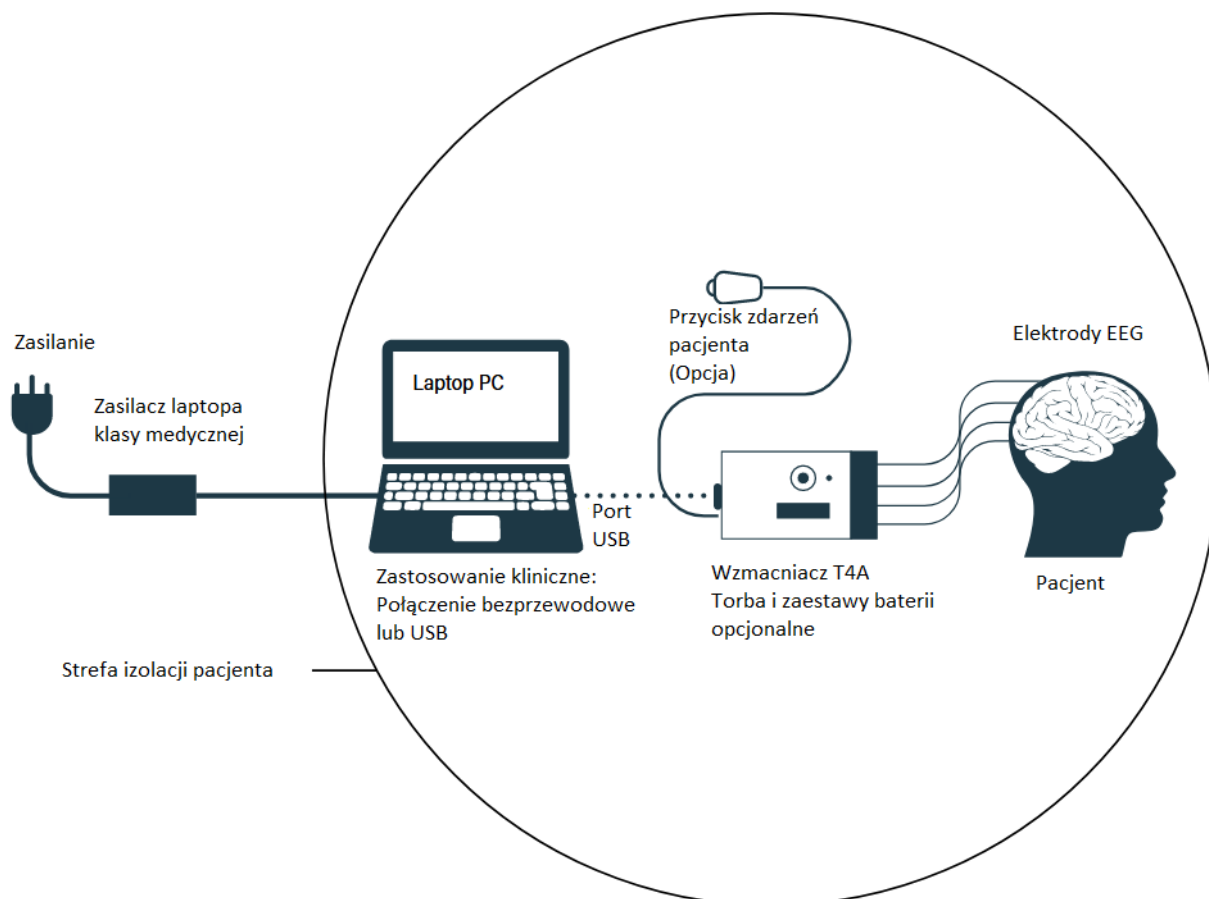 Zasilanie
Zasilacz laptopa
klasy medycznej
Laptop PC
Port
USB
Zastosowanie kliniczne:
Połączenie bezprzewodowe
lub USB
Przycisk zdarzeń
pacjenta
(Opcja)
Wzmacniacz T4A
Torba i zaestawy baterii
opcjonalne
Elektrody EEG
Pacjent
Strefa izolacji pacjenta